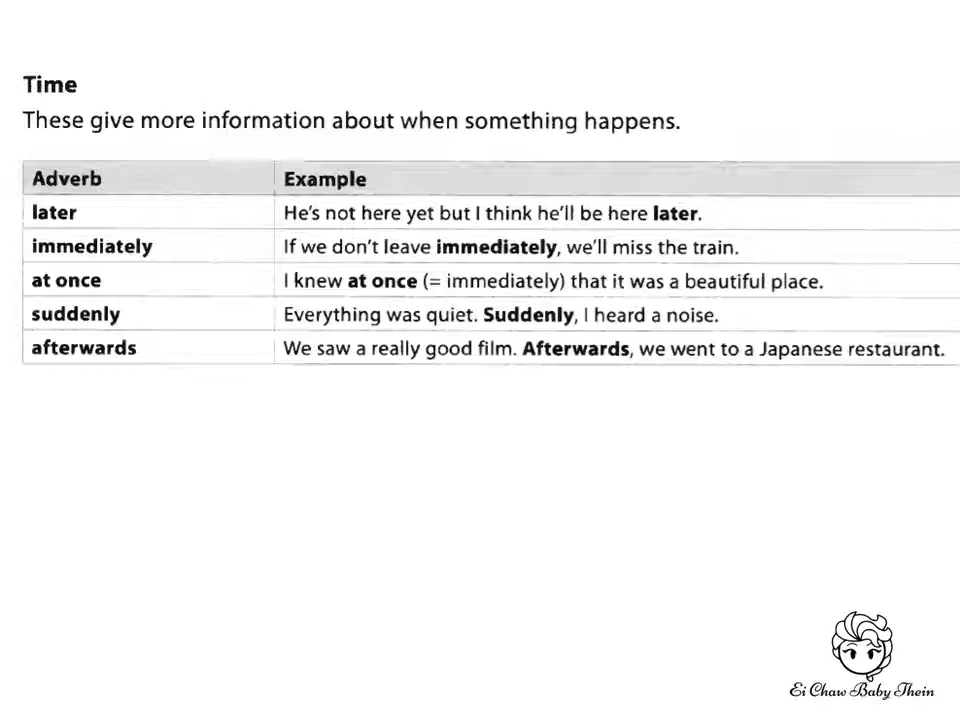 Time
These give more information about when something happens.
Adverb Example
later He's not here yet but I think he'll be here later.
immediately If we don't leave immediately, we'll miss the train.
at once I knew at once (= immediately) that it was a beautiful place.
suddenly Everything was quiet. Suddenly, I heard a noise.
afterwards We saw a really good film. Afterwards, we went to a Japanese restaurant.
Ei Chaw Baby Thein